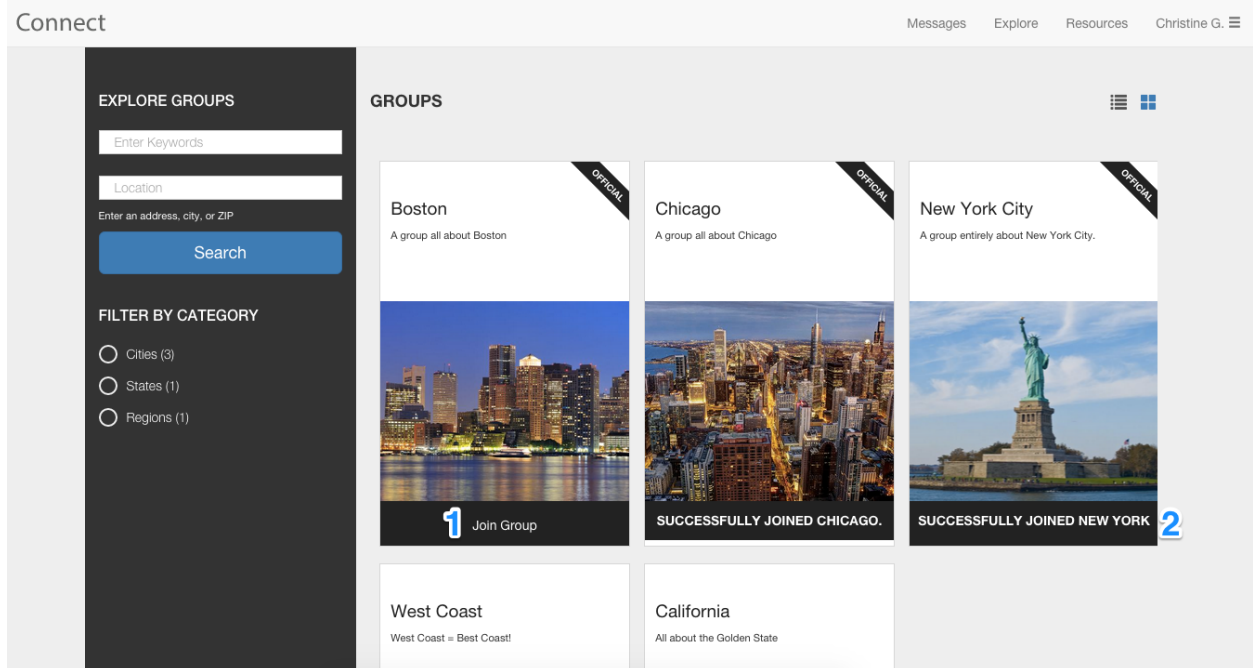 Connect
Messages Explore Resources Christine G.
EXPLORE GROUPS
Enter Keywords
Location
Enter an address, city, or ZIP
Search
FILTER BY CATEGORY
Cities (3)
States (1)
Regions (1)
GROUPS
OFFICIAL
Boston
A group all about Boston
1 Join Group
OFFICIAL
Chicago
A group all about Chicago
SUCCESSFULLY JOINED CHICAGO.
OFFICIAL
New York City
A group entirely about New York City.
SUCCESSFULLY JOINED NEW YORK 2
West Coast
West Coast = Best Coast!
California
All about the Golden State